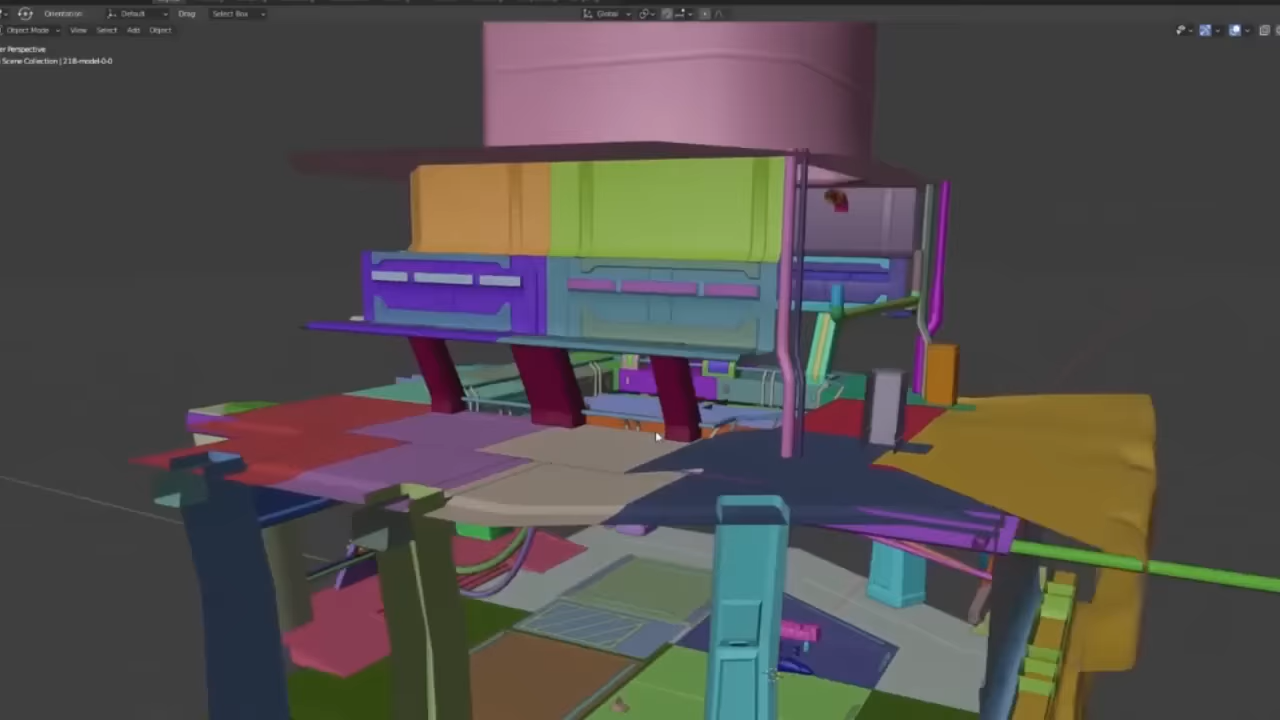 Orientation: Default Drag Select Box Global
Object Mode View Select Add Object
er Perspective
Scene Collection | 218-model-0-0